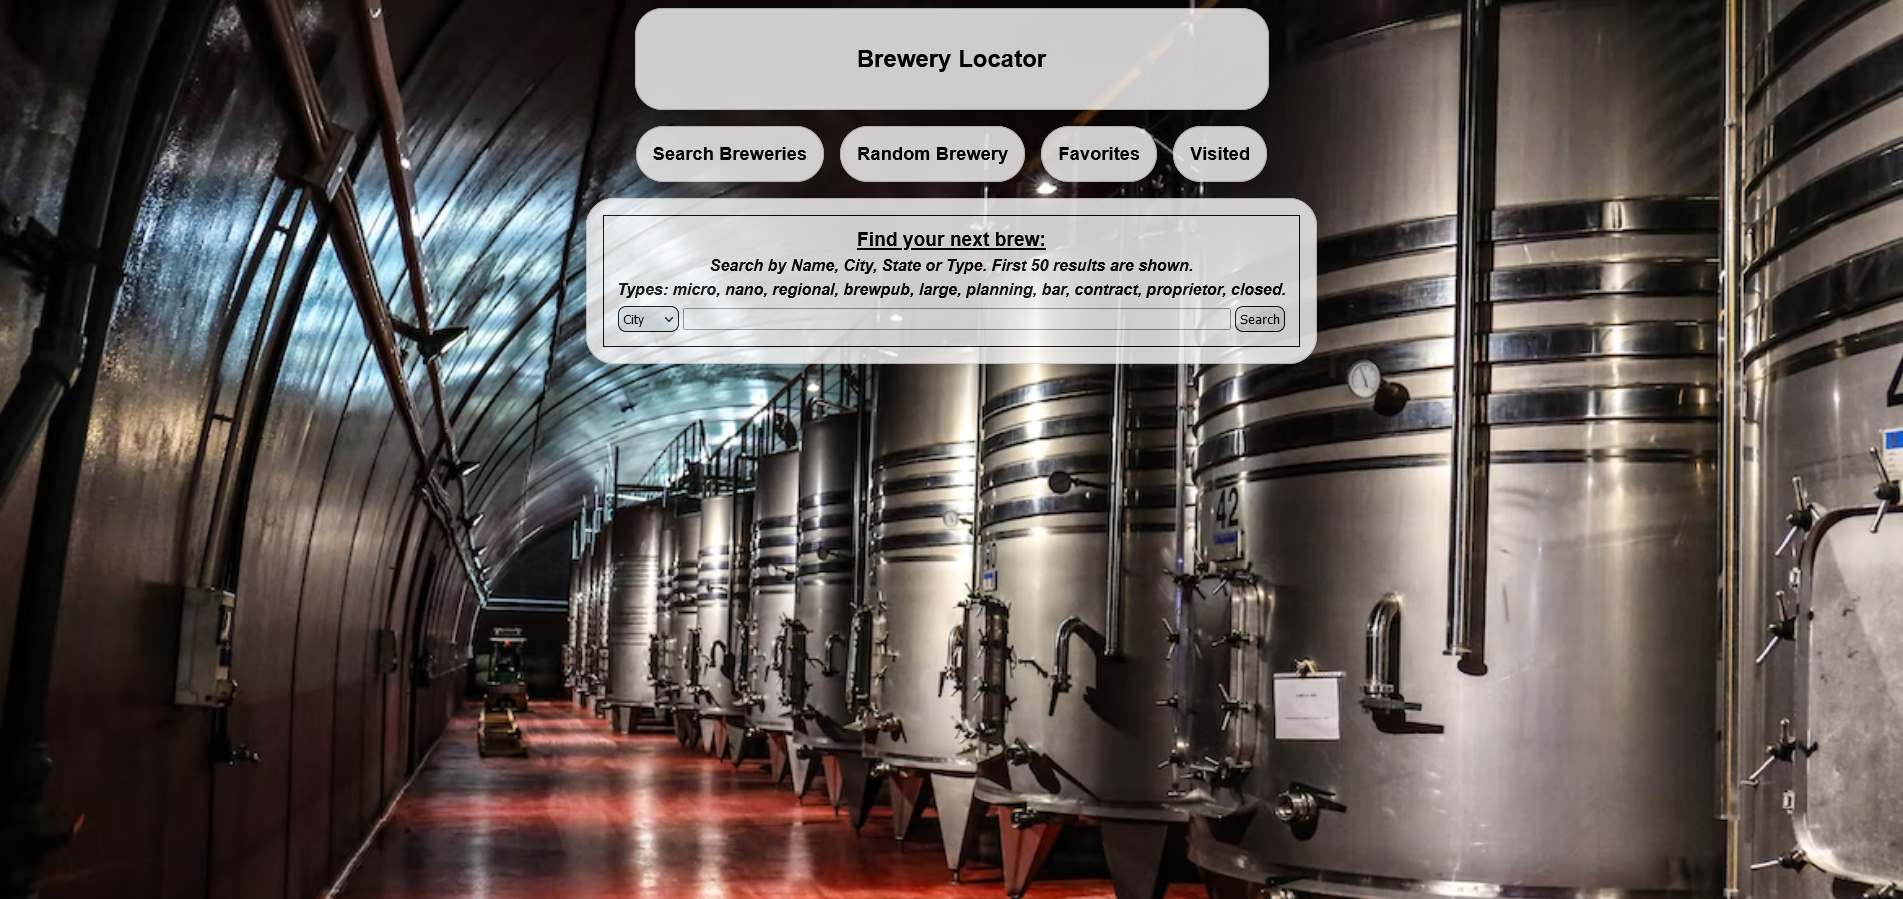 Brewery Locator
Search Breweries
Random Brewery
Favorites
Visited
Find your next brew:
Search by Name, City, State or Type. First 50 results are shown.
Types: micro, nano, regional, brewpub, large, planning, bar, contract, proprietor, closed.
City
Search
42